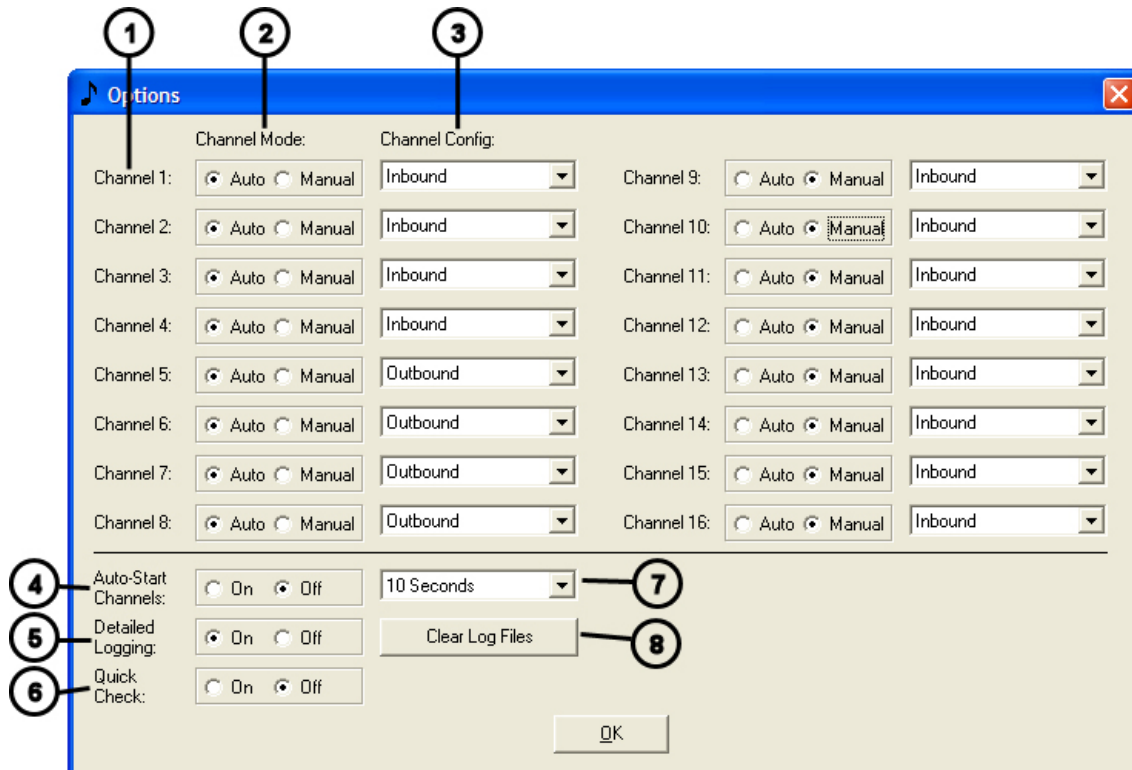 1 2 3
Options
Channel Mode: Channel Config:
Channel 1: Auto Manual Inbound Channel 9: Auto Manual Inbound
Channel 2: Auto Manual Inbound Channel 10: Auto Manual Inbound
Channel 3: Auto Manual Inbound Channel 11: Auto Manual Inbound
Channel 4: Auto Manual Inbound Channel 12: Auto Manual Inbound
Channel 5: Auto Manual Outbound Channel 13: Auto Manual Inbound
Channel 6: Auto Manual Outbound Channel 14: Auto Manual Inbound
Channel 7: Auto Manual Outbound Channel 15: Auto Manual Inbound
Channel 8: Auto Manual Outbound Channel 16: Auto Manual Inbound
4 Auto-Start
Channels: On Off 10 Seconds 7
5 Detailed
Logging: On Off Clear Log Files 8
6 Quick
Check: On Off
OK